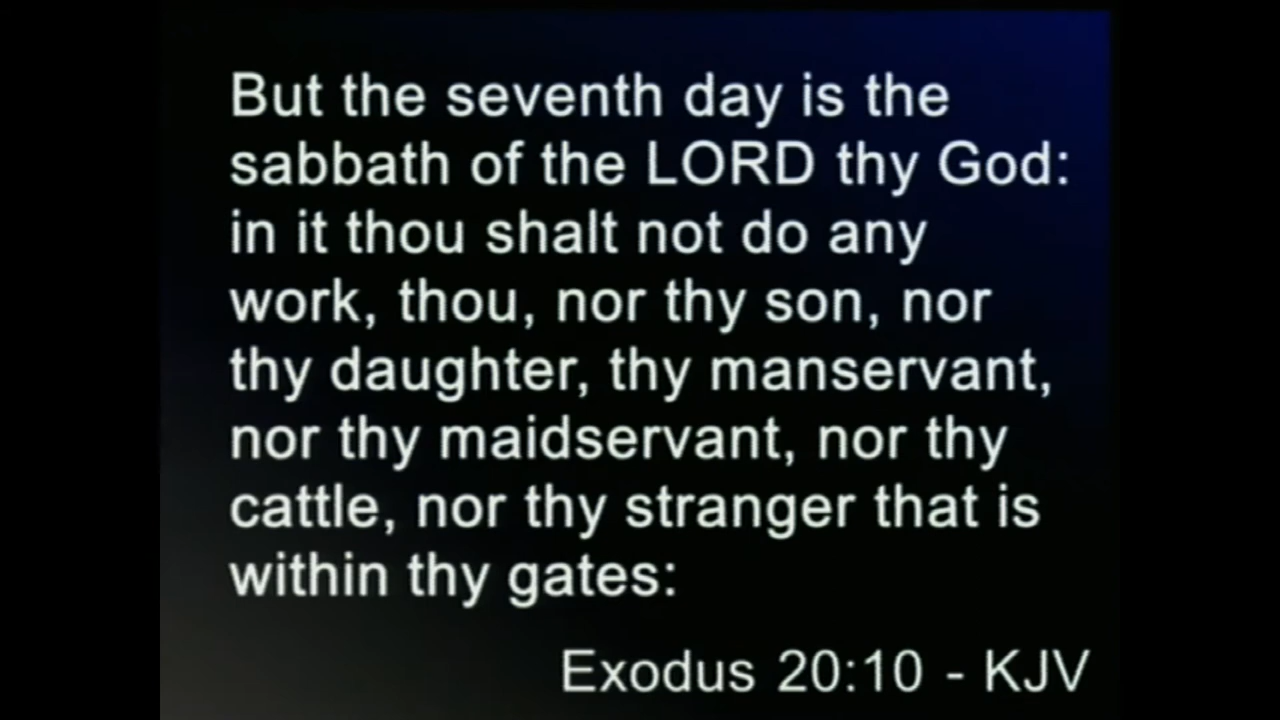 But the seventh day is the
sabbath of the LORD thy God:
in it thou shalt not do any
work, thou, nor thy son, nor
thy daughter, thy manservant,
nor thy maidservant, nor thy
cattle, nor thy stranger that is
within thy gates:
Exodus 20:10 - KJV